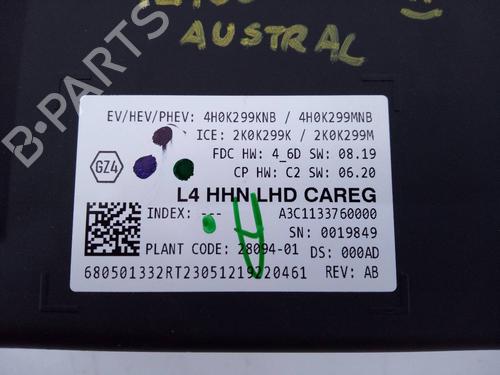 AUSTRAL
EV/HEV/PHEV: 4H0K299KNB / 4H0K299MNB
ICE: 2K0K299K / 2K0K299M
FDC HW: 4_6D SW: 08.19
GZ4
CP HW: C2 SW: 06.20
L4 HHN LHD CAREG
INDEX: --- A3C1133760000
SN: 0019849
PLANT CODE: 28094-01 DS: 000AD
680501332RT23051219220461 REV: AB